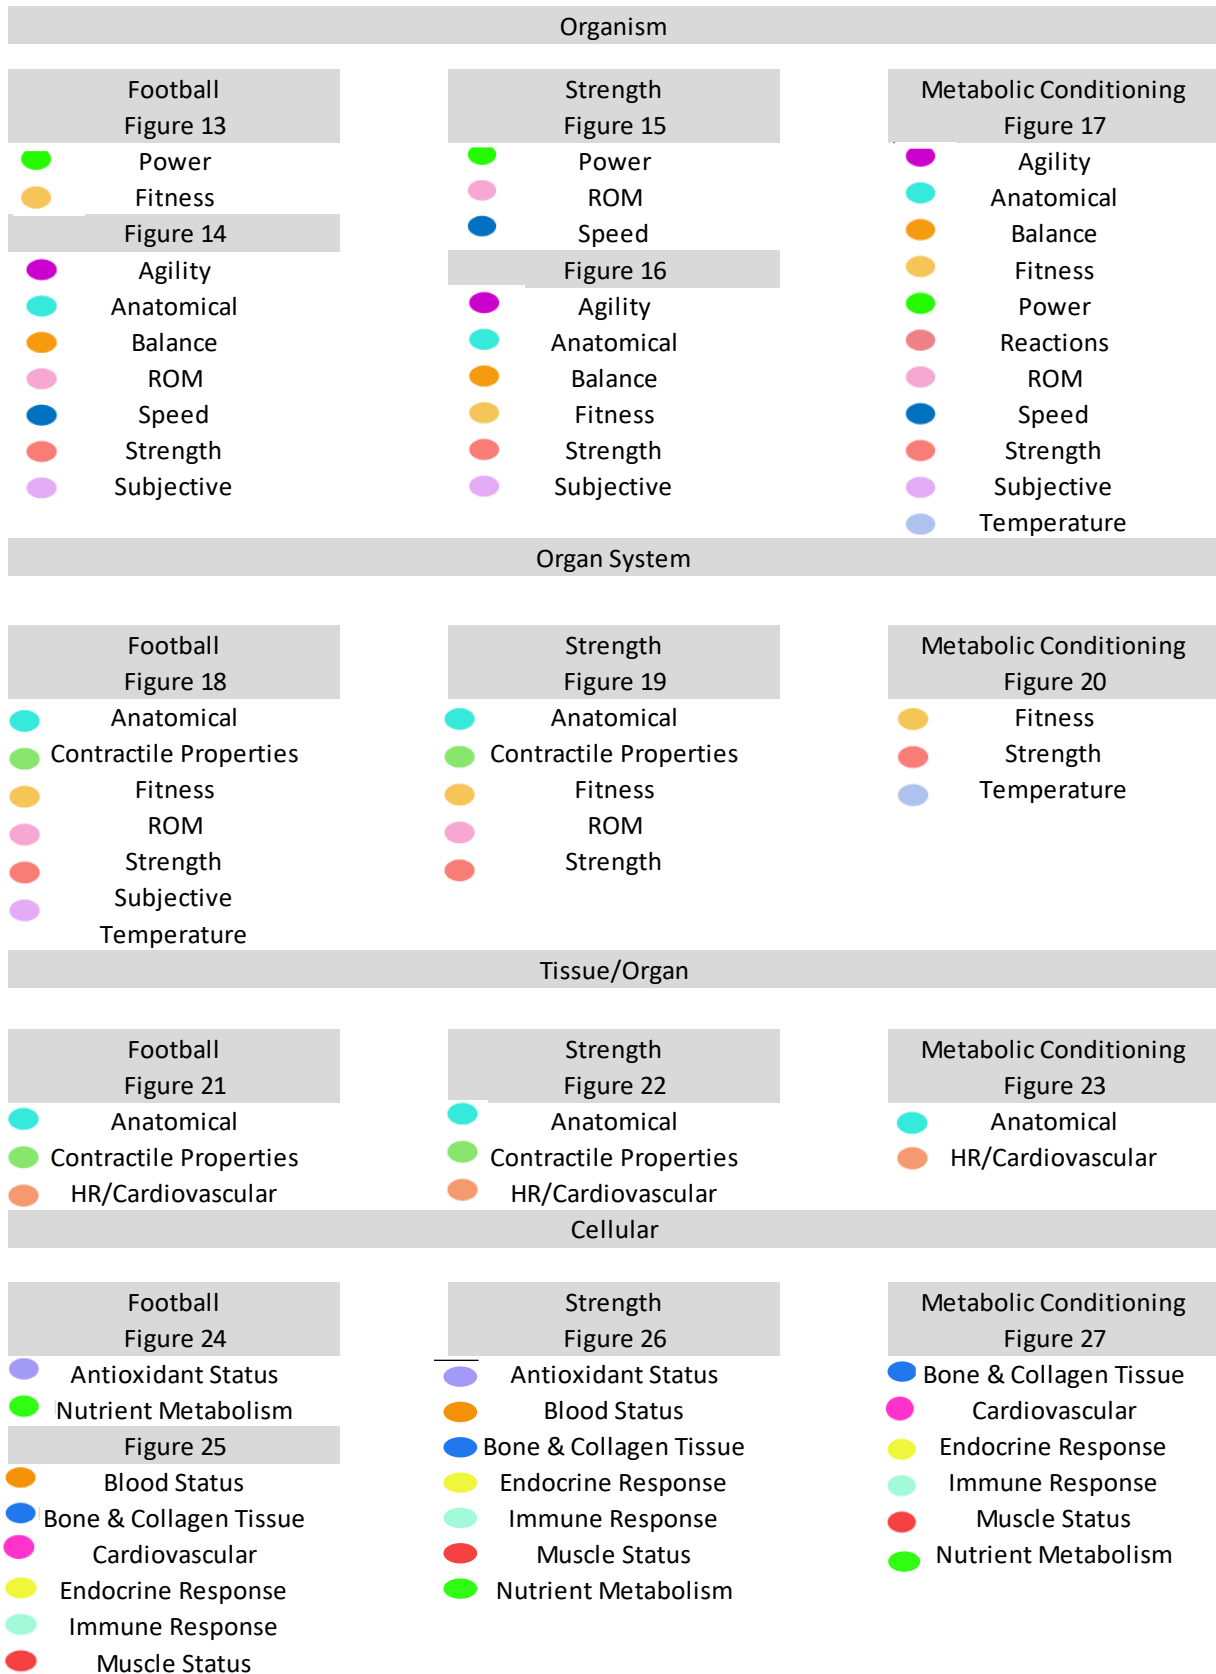 Organism
Football
Figure 13
Power
Fitness
Figure 14
Agility
Anatomical
Balance
ROM
Speed
Strength
Subjective
Strength
Figure 15
Power
ROM
Speed
Figure 16
Agility
Anatomical
Balance
Fitness
Strength
Subjective
Metabolic Conditioning
Figure 17
Agility
Anatomical
Balance
Fitness
Power
Reactions
ROM
Speed
Strength
Subjective
Temperature
Organ System
Football
Figure 18
Anatomical
Contractile Properties
Fitness
ROM
Strength
Subjective
Temperature
Strength
Figure 19
Anatomical
Contractile Properties
Fitness
ROM
Strength
Metabolic Conditioning
Figure 20
Fitness
Strength
Temperature
Tissue/Organ
Football
Figure 21
Anatomical
Contractile Properties
HR/Cardiovascular
Strength
Figure 22
Anatomical
Contractile Properties
HR/Cardiovascular
Metabolic Conditioning
Figure 23
Anatomical
HR/Cardiovascular
Cellular
Football
Figure 24
Antioxidant Status
Nutrient Metabolism
Figure 25
Blood Status
Bone & Collagen Tissue
Cardiovascular
Endocrine Response
Immune Response
Muscle Status
Strength
Figure 26
Antioxidant Status
Blood Status
Bone & Collagen Tissue
Endocrine Response
Immune Response
Muscle Status
Nutrient Metabolism
Metabolic Conditioning
Figure 27
Bone & Collagen Tissue
Cardiovascular
Endocrine Response
Immune Response
Muscle Status
Nutrient Metabolism